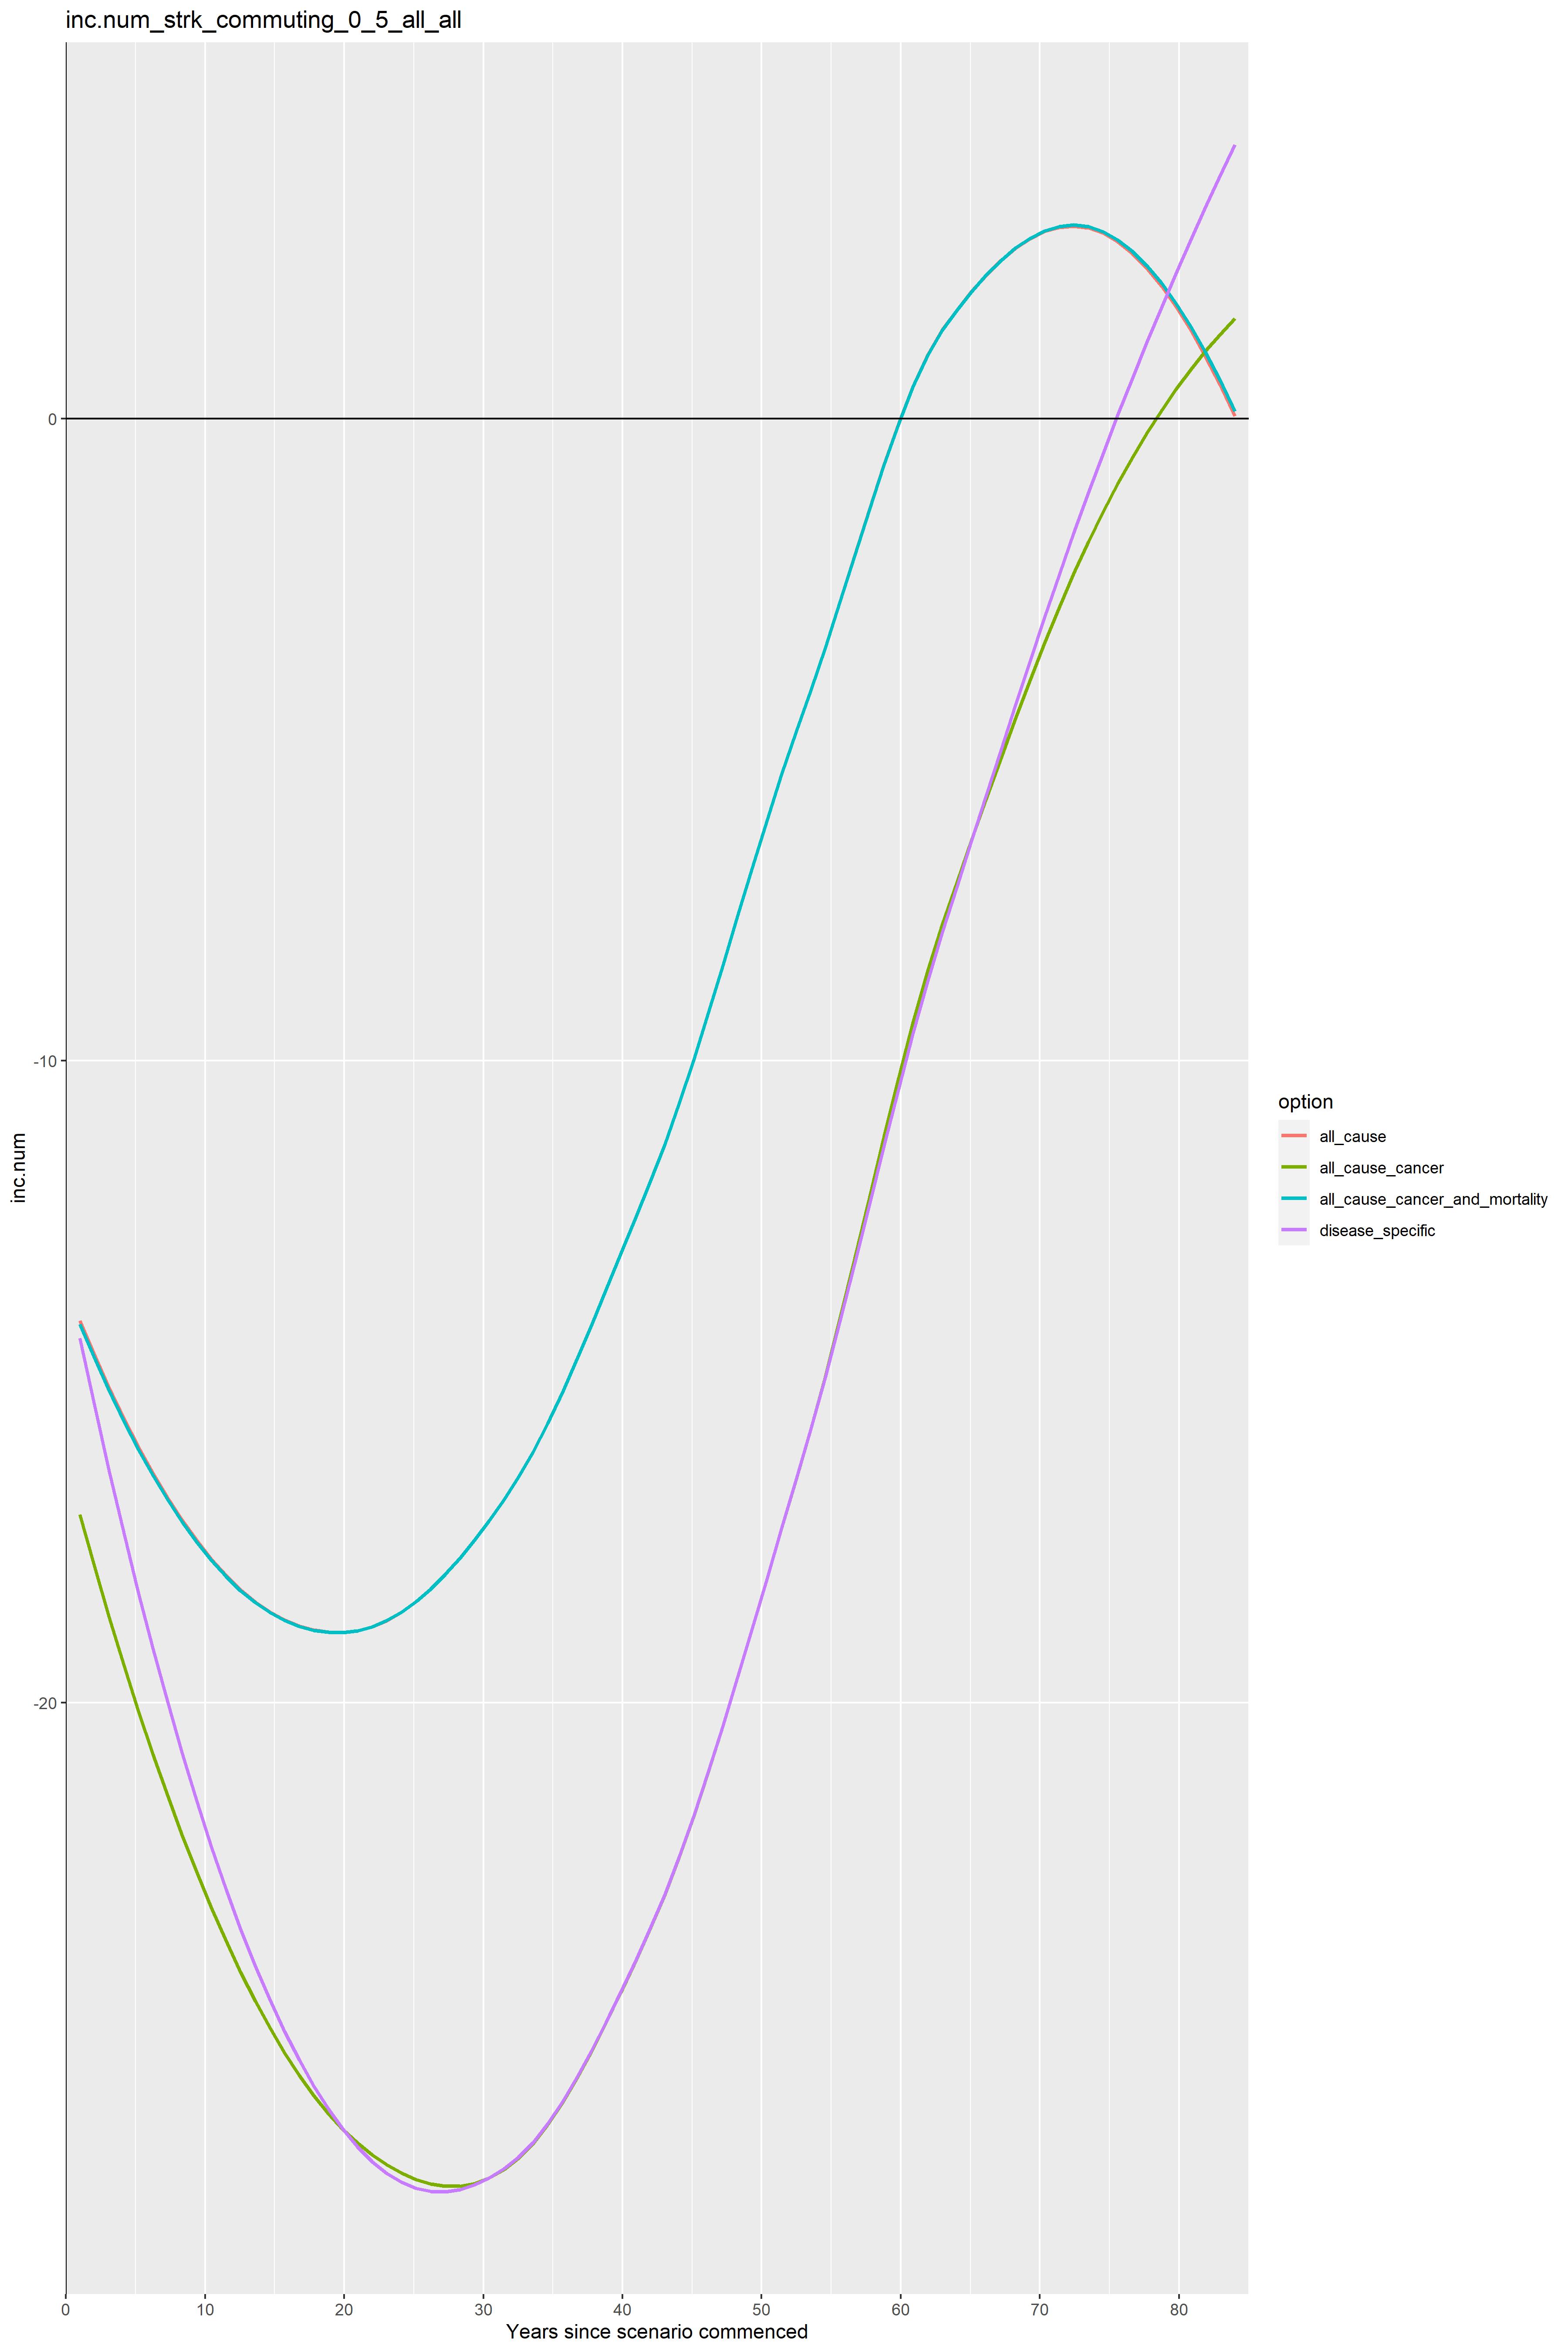 inc.num_strk_commuting_0_5_all_all
0
-10
-20
inc.num
0 10 20 30 40 50 60 70 80
Years since scenario commenced
option
all_cause
all_cause_cancer
all_cause_cancer_and_mortality
disease_specific